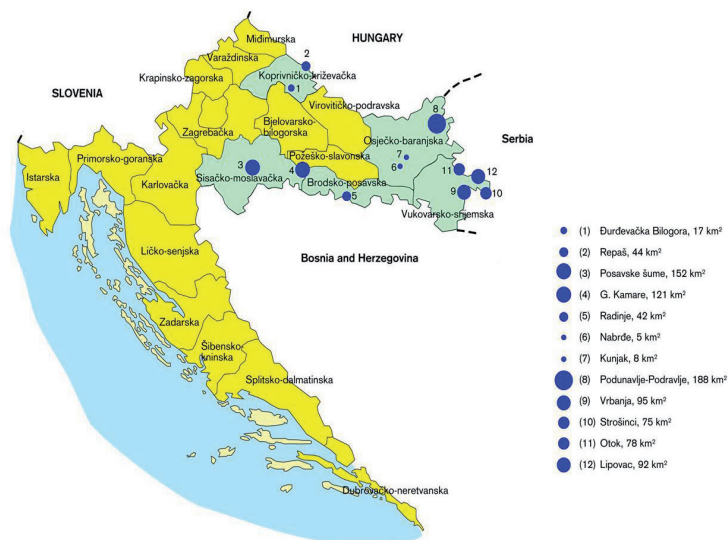 HUNGARY
SLOVENIA
Serbia
Bosnia and Herzegovina
Miđimurska
Varaždinska
Krapinsko-zagorska
Koprivničko-križevačka
Virovitičko-podravska
Bjelovarsko-
bilogorska
Zagrebačka
Osječko-baranjska
Požeško-slavonska
Primorsko-goranska
Istarska
Karlovačka
Sisačko-moslavačka
Brodsko-posavska
Vukovarsko-srijemska
Ličko-senjska
Zadarska
Šibensko-
kninska
Splitsko-dalmatinska
Dubrovačko-neretvanska
1
2
3
4
5
6
7
8
9
10
11
12
(1) Đurđevačka Bilogora, 17 km²
(2) Repaš, 44 km²
(3) Posavske šume, 152 km²
(4) G. Kamare, 121 km²
(5) Radinje, 42 km²
(6) Nabrđe, 5 km²
(7) Kunjak, 8 km²
(8) Podunavlje-Podravlje, 188 km²
(9) Vrbanja, 95 km²
(10) Strošinci, 75 km²
(11) Otok, 78 km²
(12) Lipovac, 92 km²